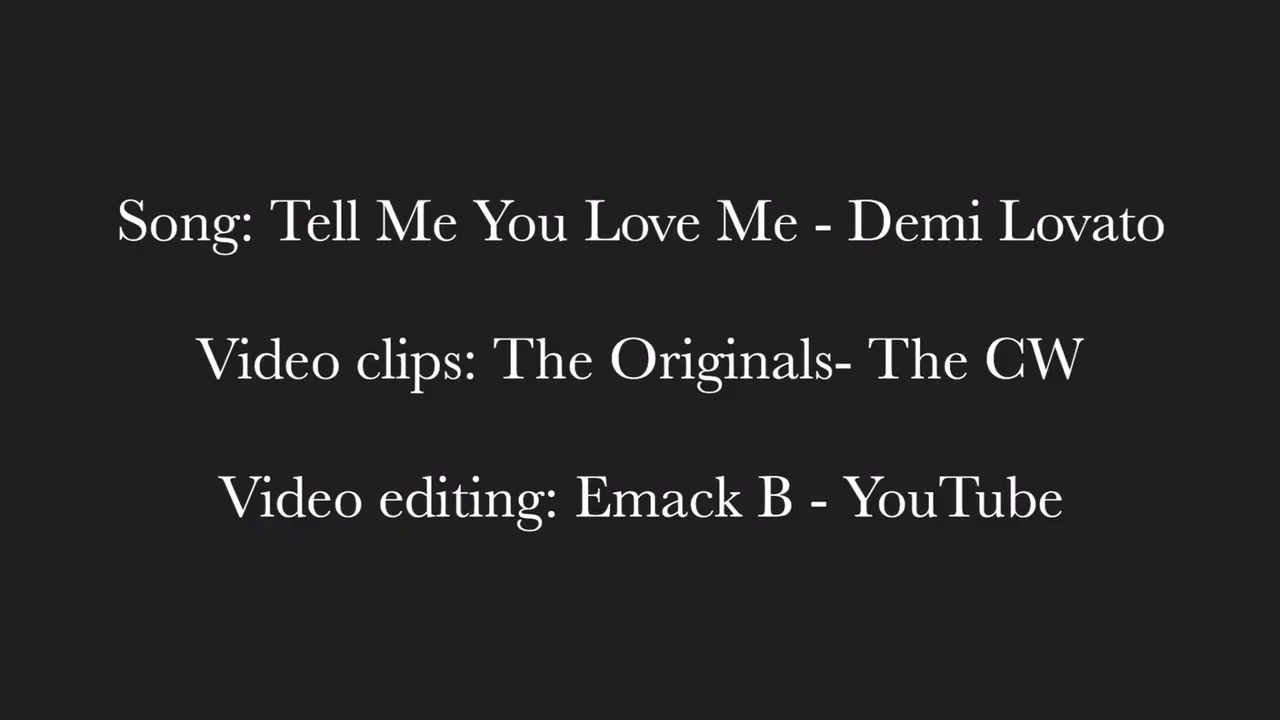 Song: Tell Me You Love Me - Demi Lovato
Video clips: The Originals- The CW
Video editing: Emack B - YouTube